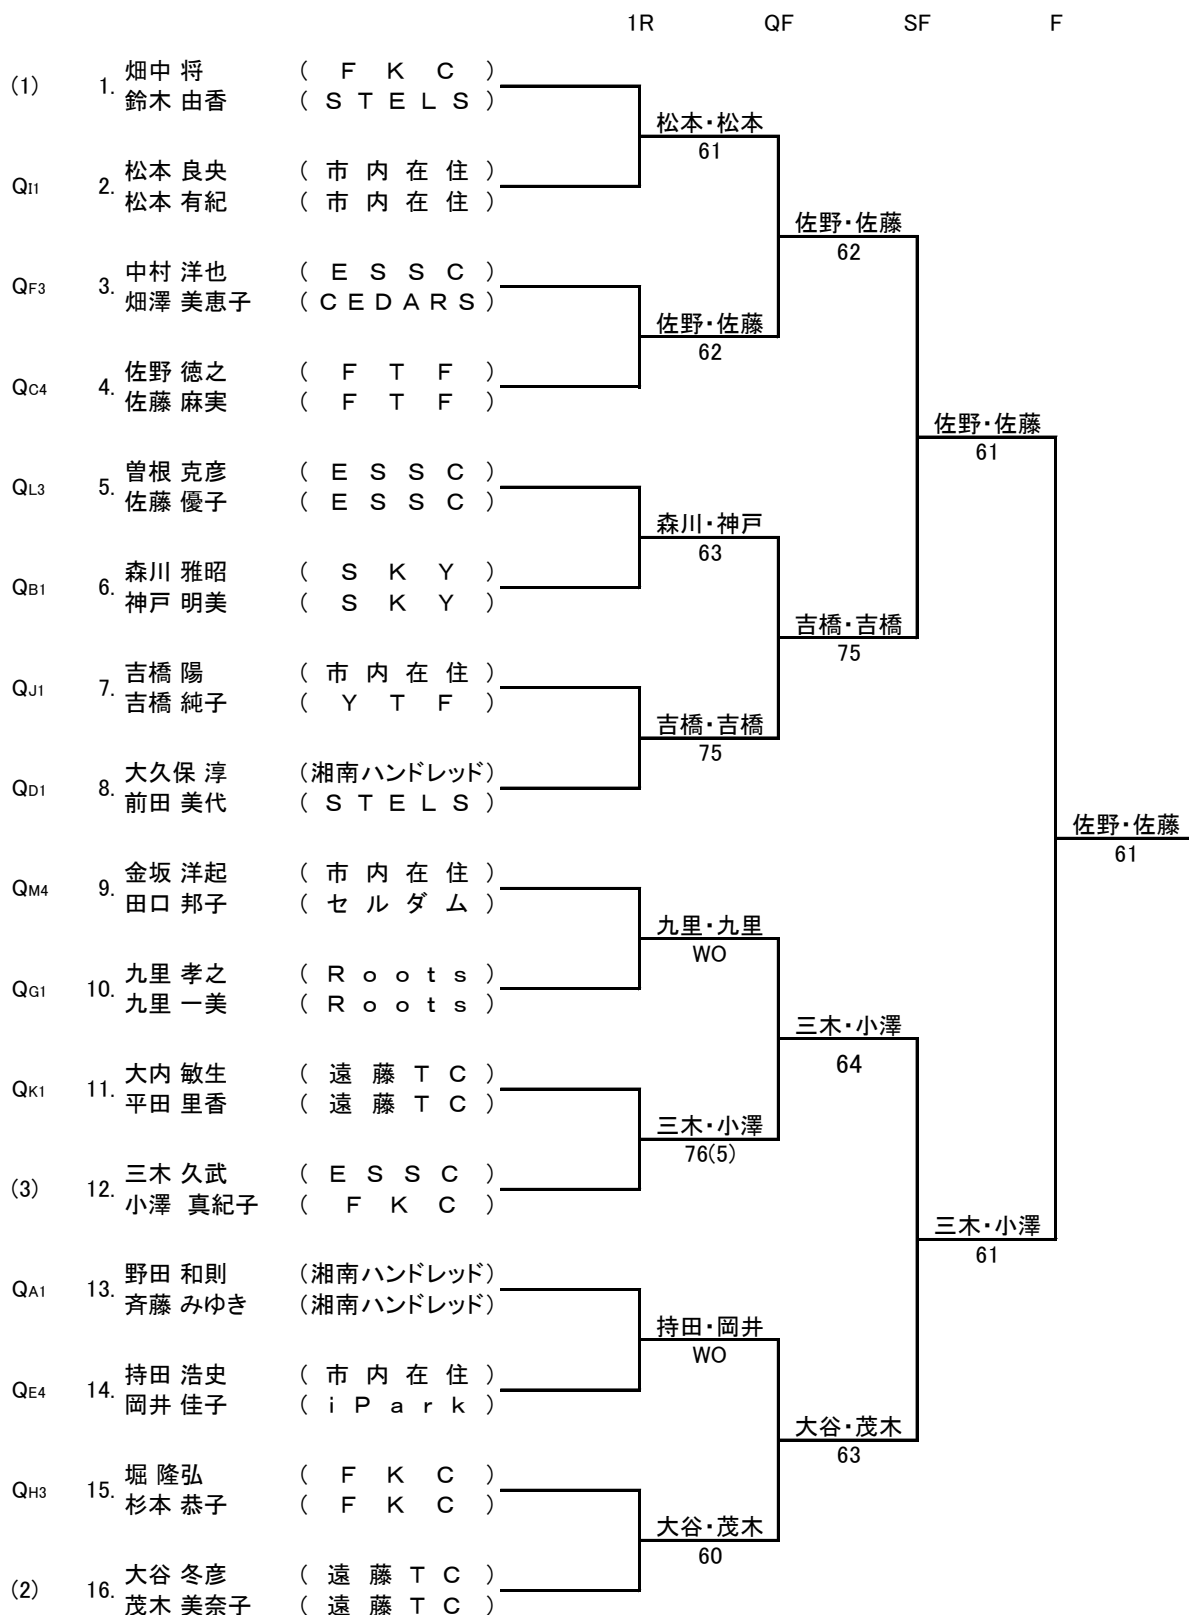 1R QF SF F
(1) 1. 畑中 将 ( F K C )
鈴木 由香 ( S T E L S )
松本・松本
61
QI1 2. 松本 良央 ( 市 内 在 住 )
松本 有紀 ( 市 内 在 住 )
佐野・佐藤
62
QF3 3. 中村 洋也 ( E S S C )
畑澤 美恵子 ( C E D A R S )
佐野・佐藤
62
QC4 4. 佐野 徳之 ( F T F )
佐藤 麻実 ( F T F )
佐野・佐藤
61
QL3 5. 曽根 克彦 ( E S S C )
佐藤 優子 ( E S S C )
森川・神戸
63
QB1 6. 森川 雅昭 ( S K Y )
神戸 明美 ( S K Y )
吉橋・吉橋
75
QJ1 7. 吉橋 陽 ( 市 内 在 住 )
吉橋 純子 ( Y T F )
吉橋・吉橋
75
QD1 8. 大久保 淳 (湘南ハンドレッド)
前田 美代 ( S T E L S )
佐野・佐藤
61
QM4 9. 金坂 洋起 ( 市 内 在 住 )
田口 邦子 ( セ ル ダ ム )
九里・九里
WO
QG1 10. 九里 孝之 ( R o o t s )
九里 一美 ( R o o t s )
三木・小澤
64
QK1 11. 大内 敏生 ( 遠 藤 T C )
平田 里香 ( 遠 藤 T C )
三木・小澤
76(5)
(3) 12. 三木 久武 ( E S S C )
小澤 真紀子 ( F K C )
三木・小澤
61
QA1 13. 野田 和則 (湘南ハンドレッド)
斉藤 みゆき (湘南ハンドレッド)
持田・岡井
WO
QE4 14. 持田 浩史 ( 市 内 在 住 )
岡井 佳子 ( i P a r k )
大谷・茂木
63
QH3 15. 堀 隆弘 ( F K C )
杉本 恭子 ( F K C )
大谷・茂木
60
(2) 16. 大谷 冬彦 ( 遠 藤 T C )
茂木 美奈子 ( 遠 藤 T C )